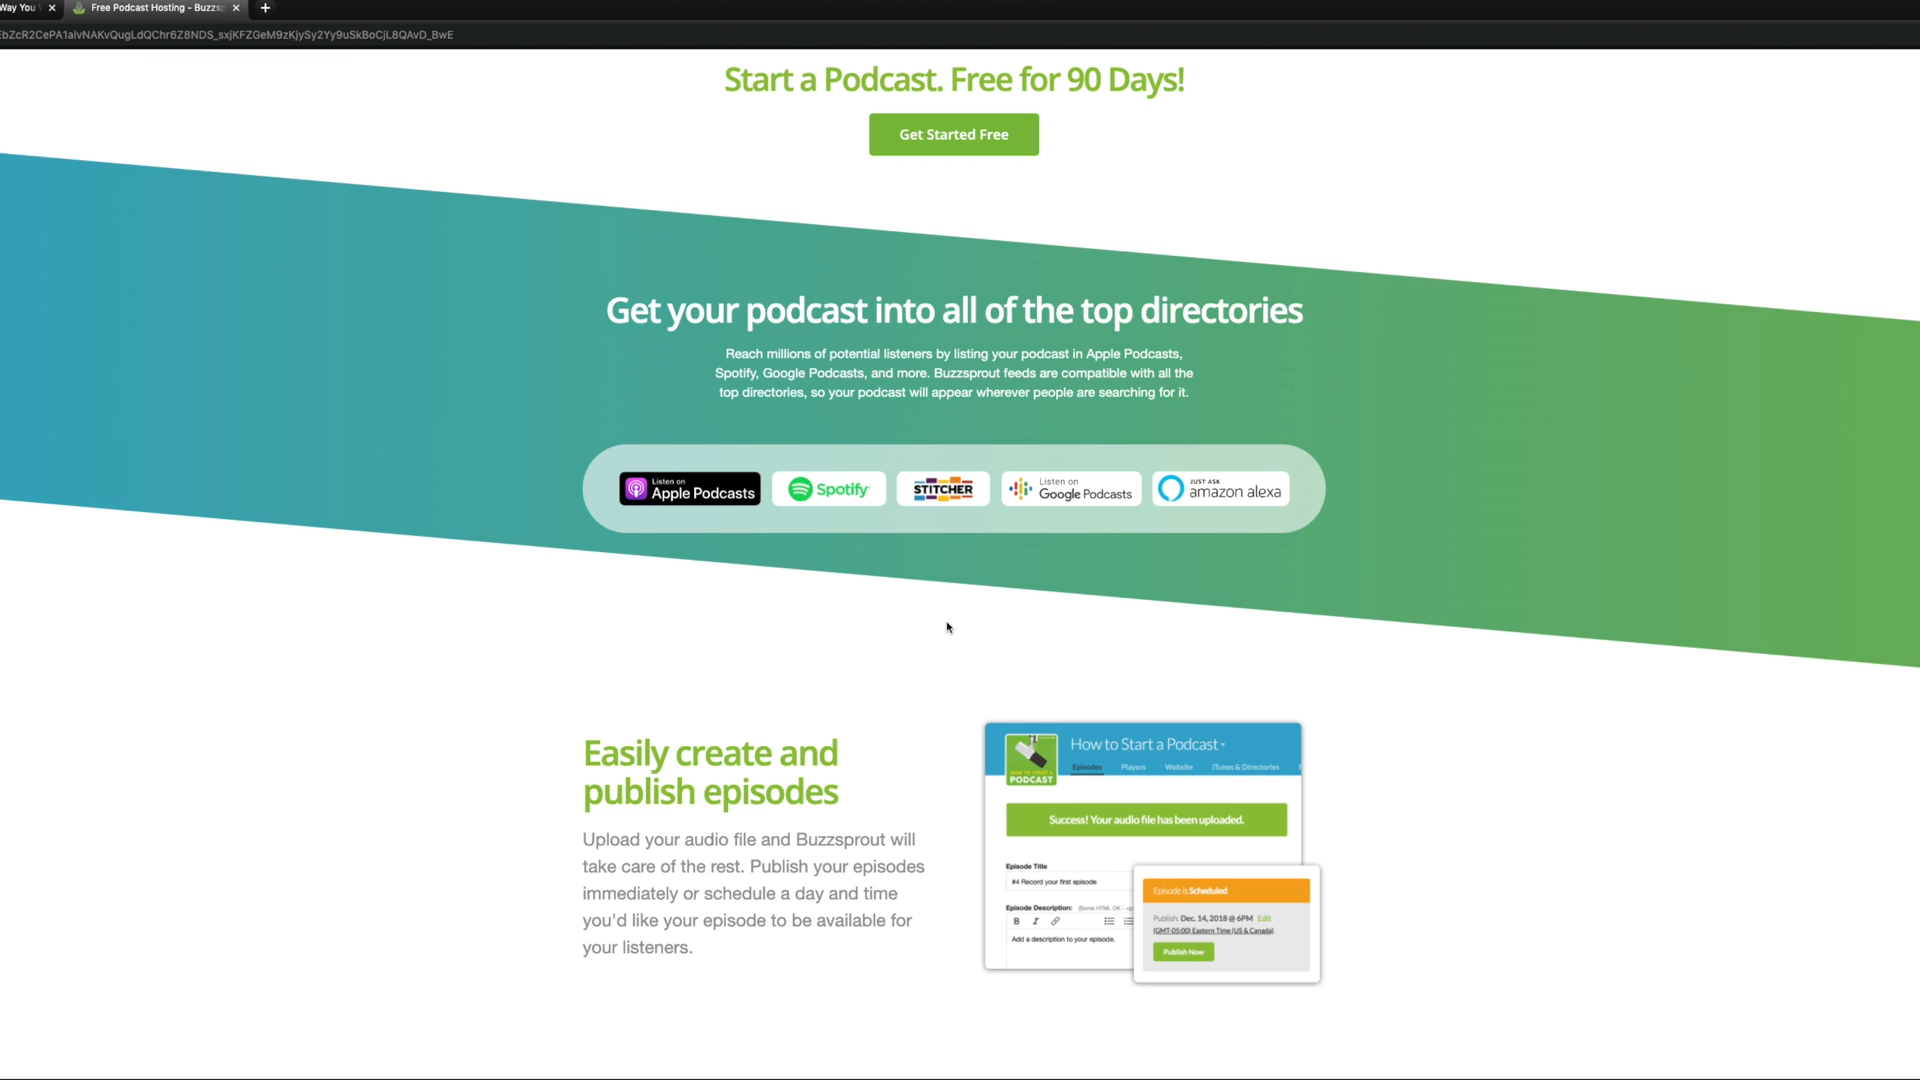 Way You
Free Podcast Hosting - Buzzsp
bZcR2CePA1alvNAKvQugLdQChr6Z8NDS_sxjKFZGeM9zKjySy2Yy9uSkBoCjL8QAvD_BwE
Start a Podcast. Free for 90 Days!
Get Started Free
Get your podcast into all of the top directories
Reach millions of potential listeners by listing your podcast in Apple Podcasts,
Spotify, Google Podcasts, and more. Buzzsprout feeds are compatible with all the
top directories, so your podcast will appear wherever people are searching for it.
Listen on
Apple Podcasts
Spotify
STITCHER
Listen on
Google Podcasts
JUST ASK
amazon alexa
Easily create and
publish episodes
Upload your audio file and Buzzsprout will
take care of the rest. Publish your episodes
immediately or schedule a day and time
you'd like your episode to be available for
your listeners.
HOW TO START A
PODCAST
How to Start a Podcast
Episodes Players Website iTunes & Directories
Success! Your audio file has been uploaded.
Episode Title
#4 Record your first episode
Episode Description: (Some HTML OK -
B I
Add a description to your episode.
Episode is Scheduled
Publish: Dec. 14, 2018 @ 6PM Edit
(GMT-05:00) Eastern Time (US & Canada)
Publish Now